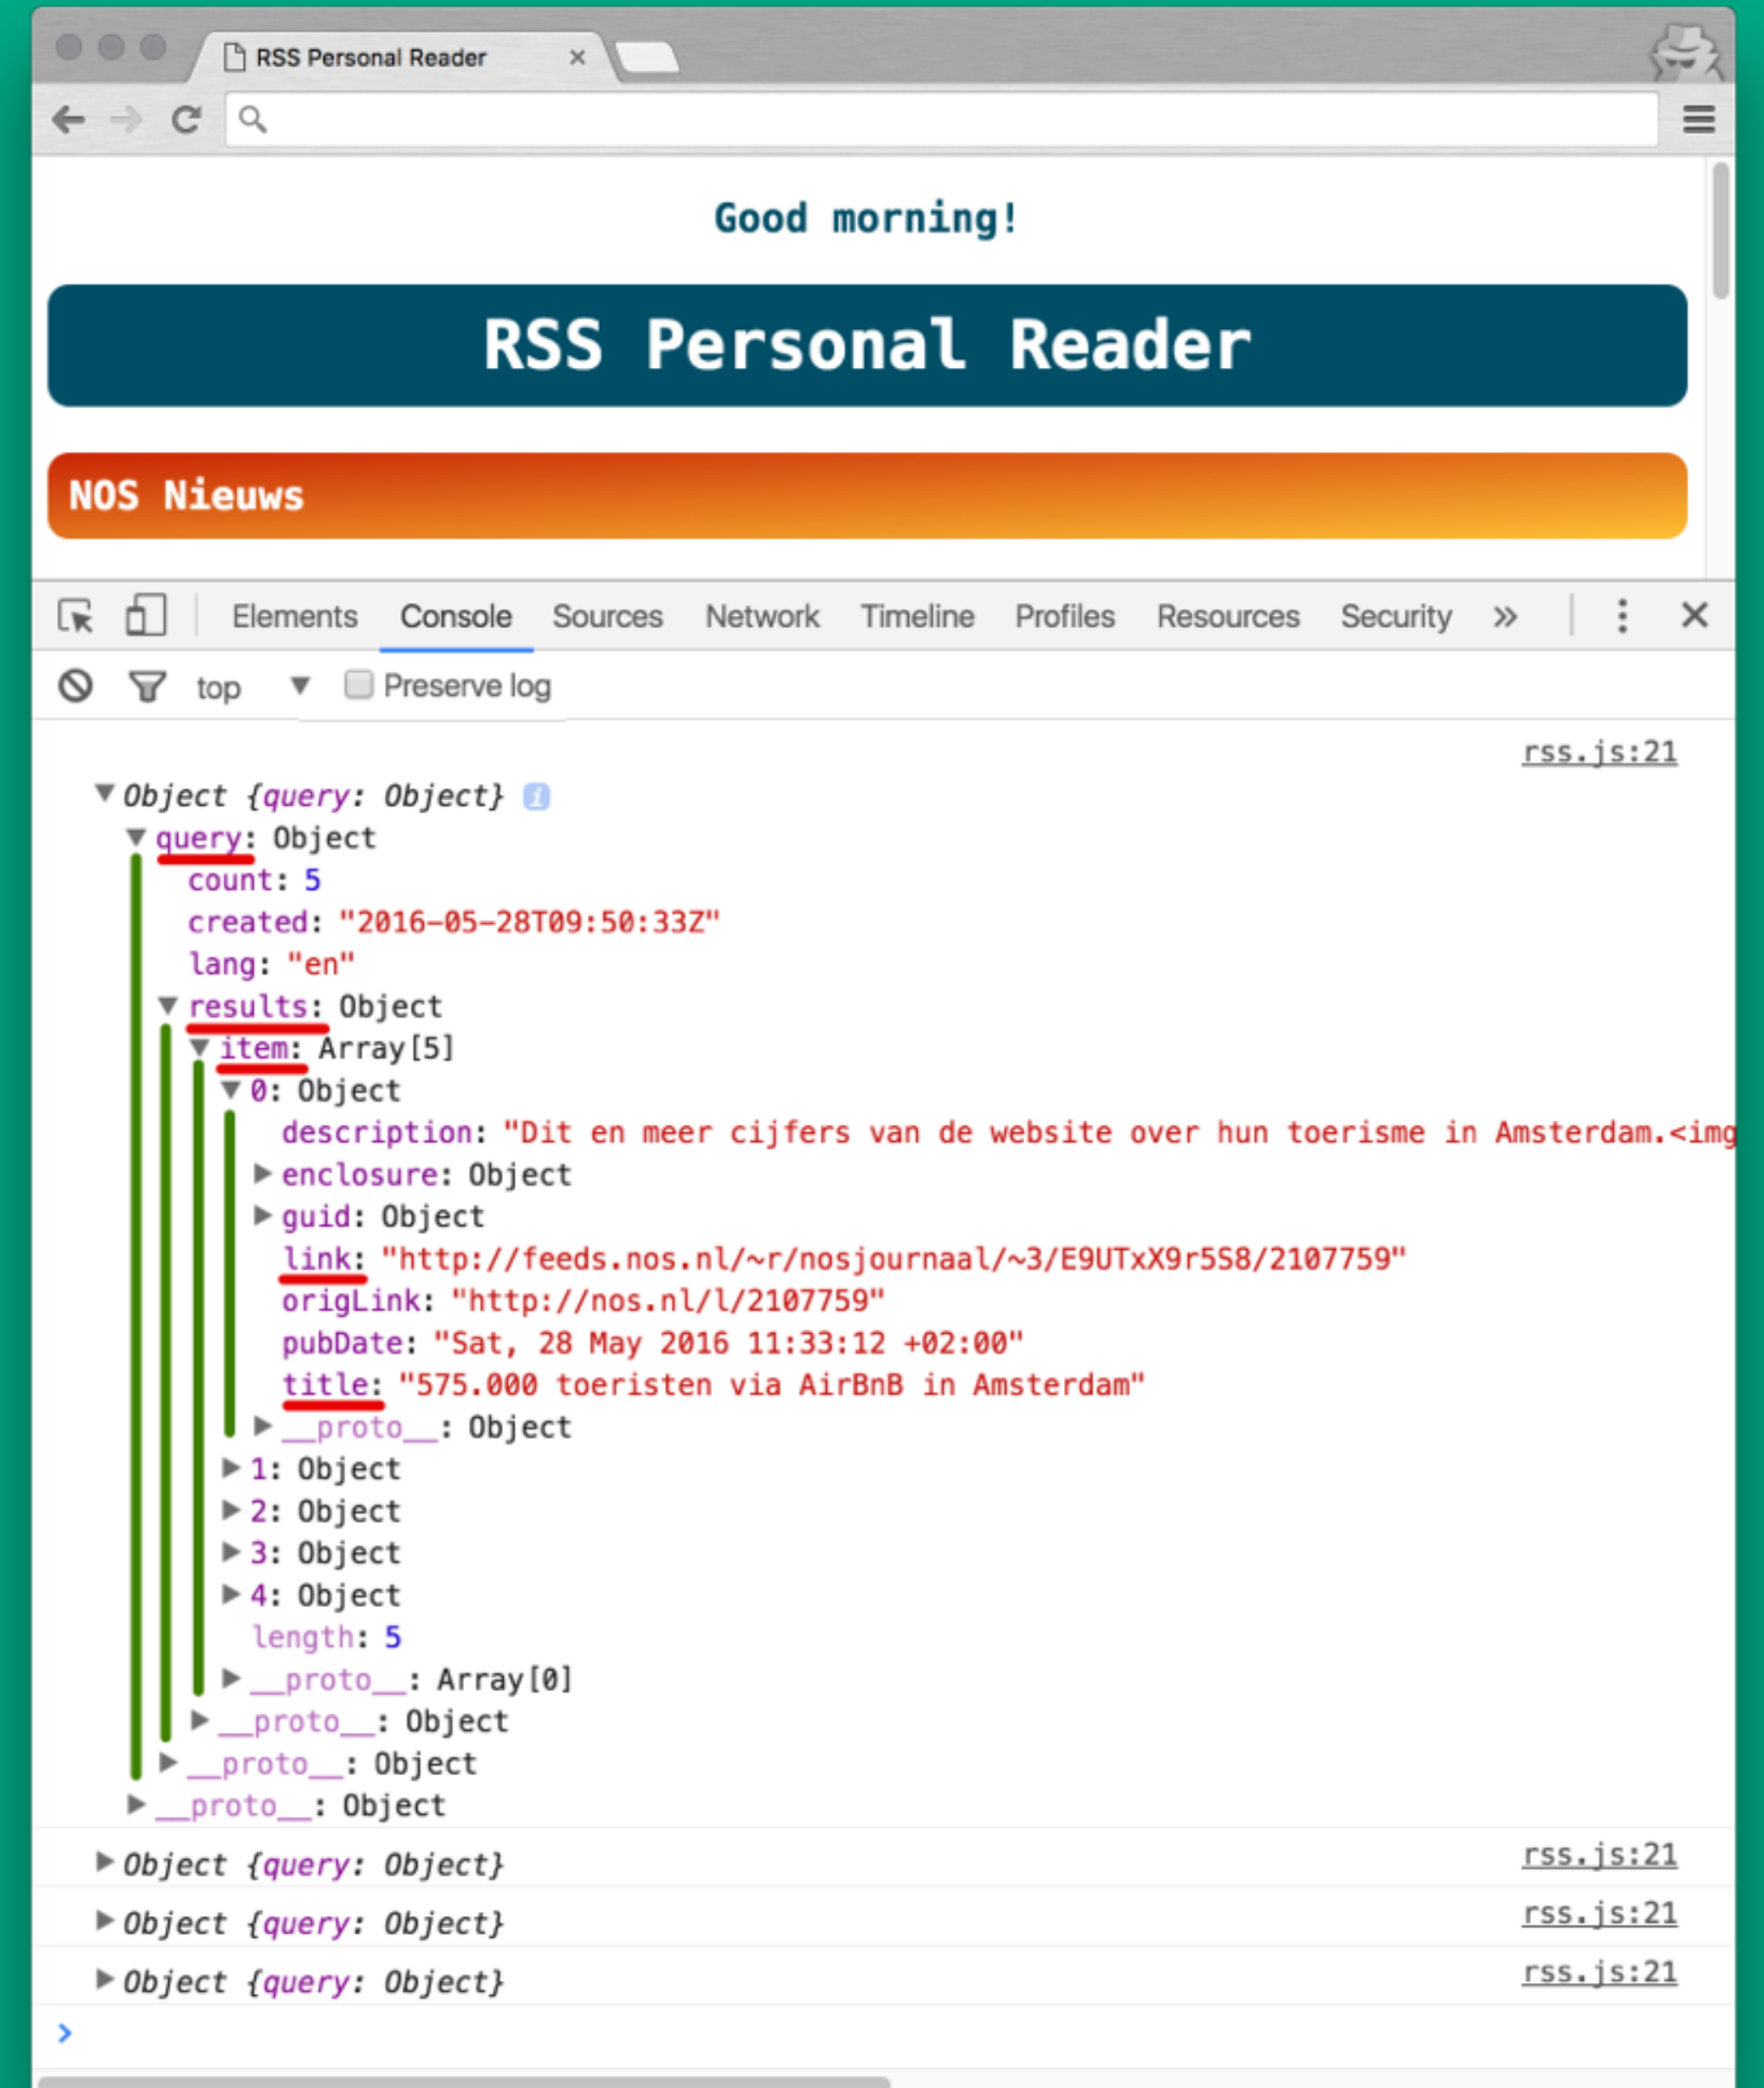 RSS Personal Reader
Good morning!
RSS Personal Reader
NOS Nieuws
Elements Console Sources Network Timeline Profiles Resources Security »
top Preserve log
rss.js:21
Object {query: Object} i
query: Object
count: 5
created: "2016-05-28T09:50:33Z"
lang: "en"
results: Object
item: Array[5]
0: Object
description: "Dit en meer cijfers van de website over hun toerisme in Amsterdam.<img
enclosure: Object
guid: Object
link: "http://feeds.nos.nl/~r/nosjournaal/~3/E9UTxX9r5S8/2107759"
origLink: "http://nos.nl/l/2107759"
pubDate: "Sat, 28 May 2016 11:33:12 +02:00"
title: "575.000 toeristen via AirBnB in Amsterdam"
__proto__: Object
1: Object
2: Object
3: Object
4: Object
length: 5
__proto__: Array[0]
__proto__: Object
__proto__: Object
__proto__: Object
Object {query: Object} rss.js:21
Object {query: Object} rss.js:21
Object {query: Object} rss.js:21